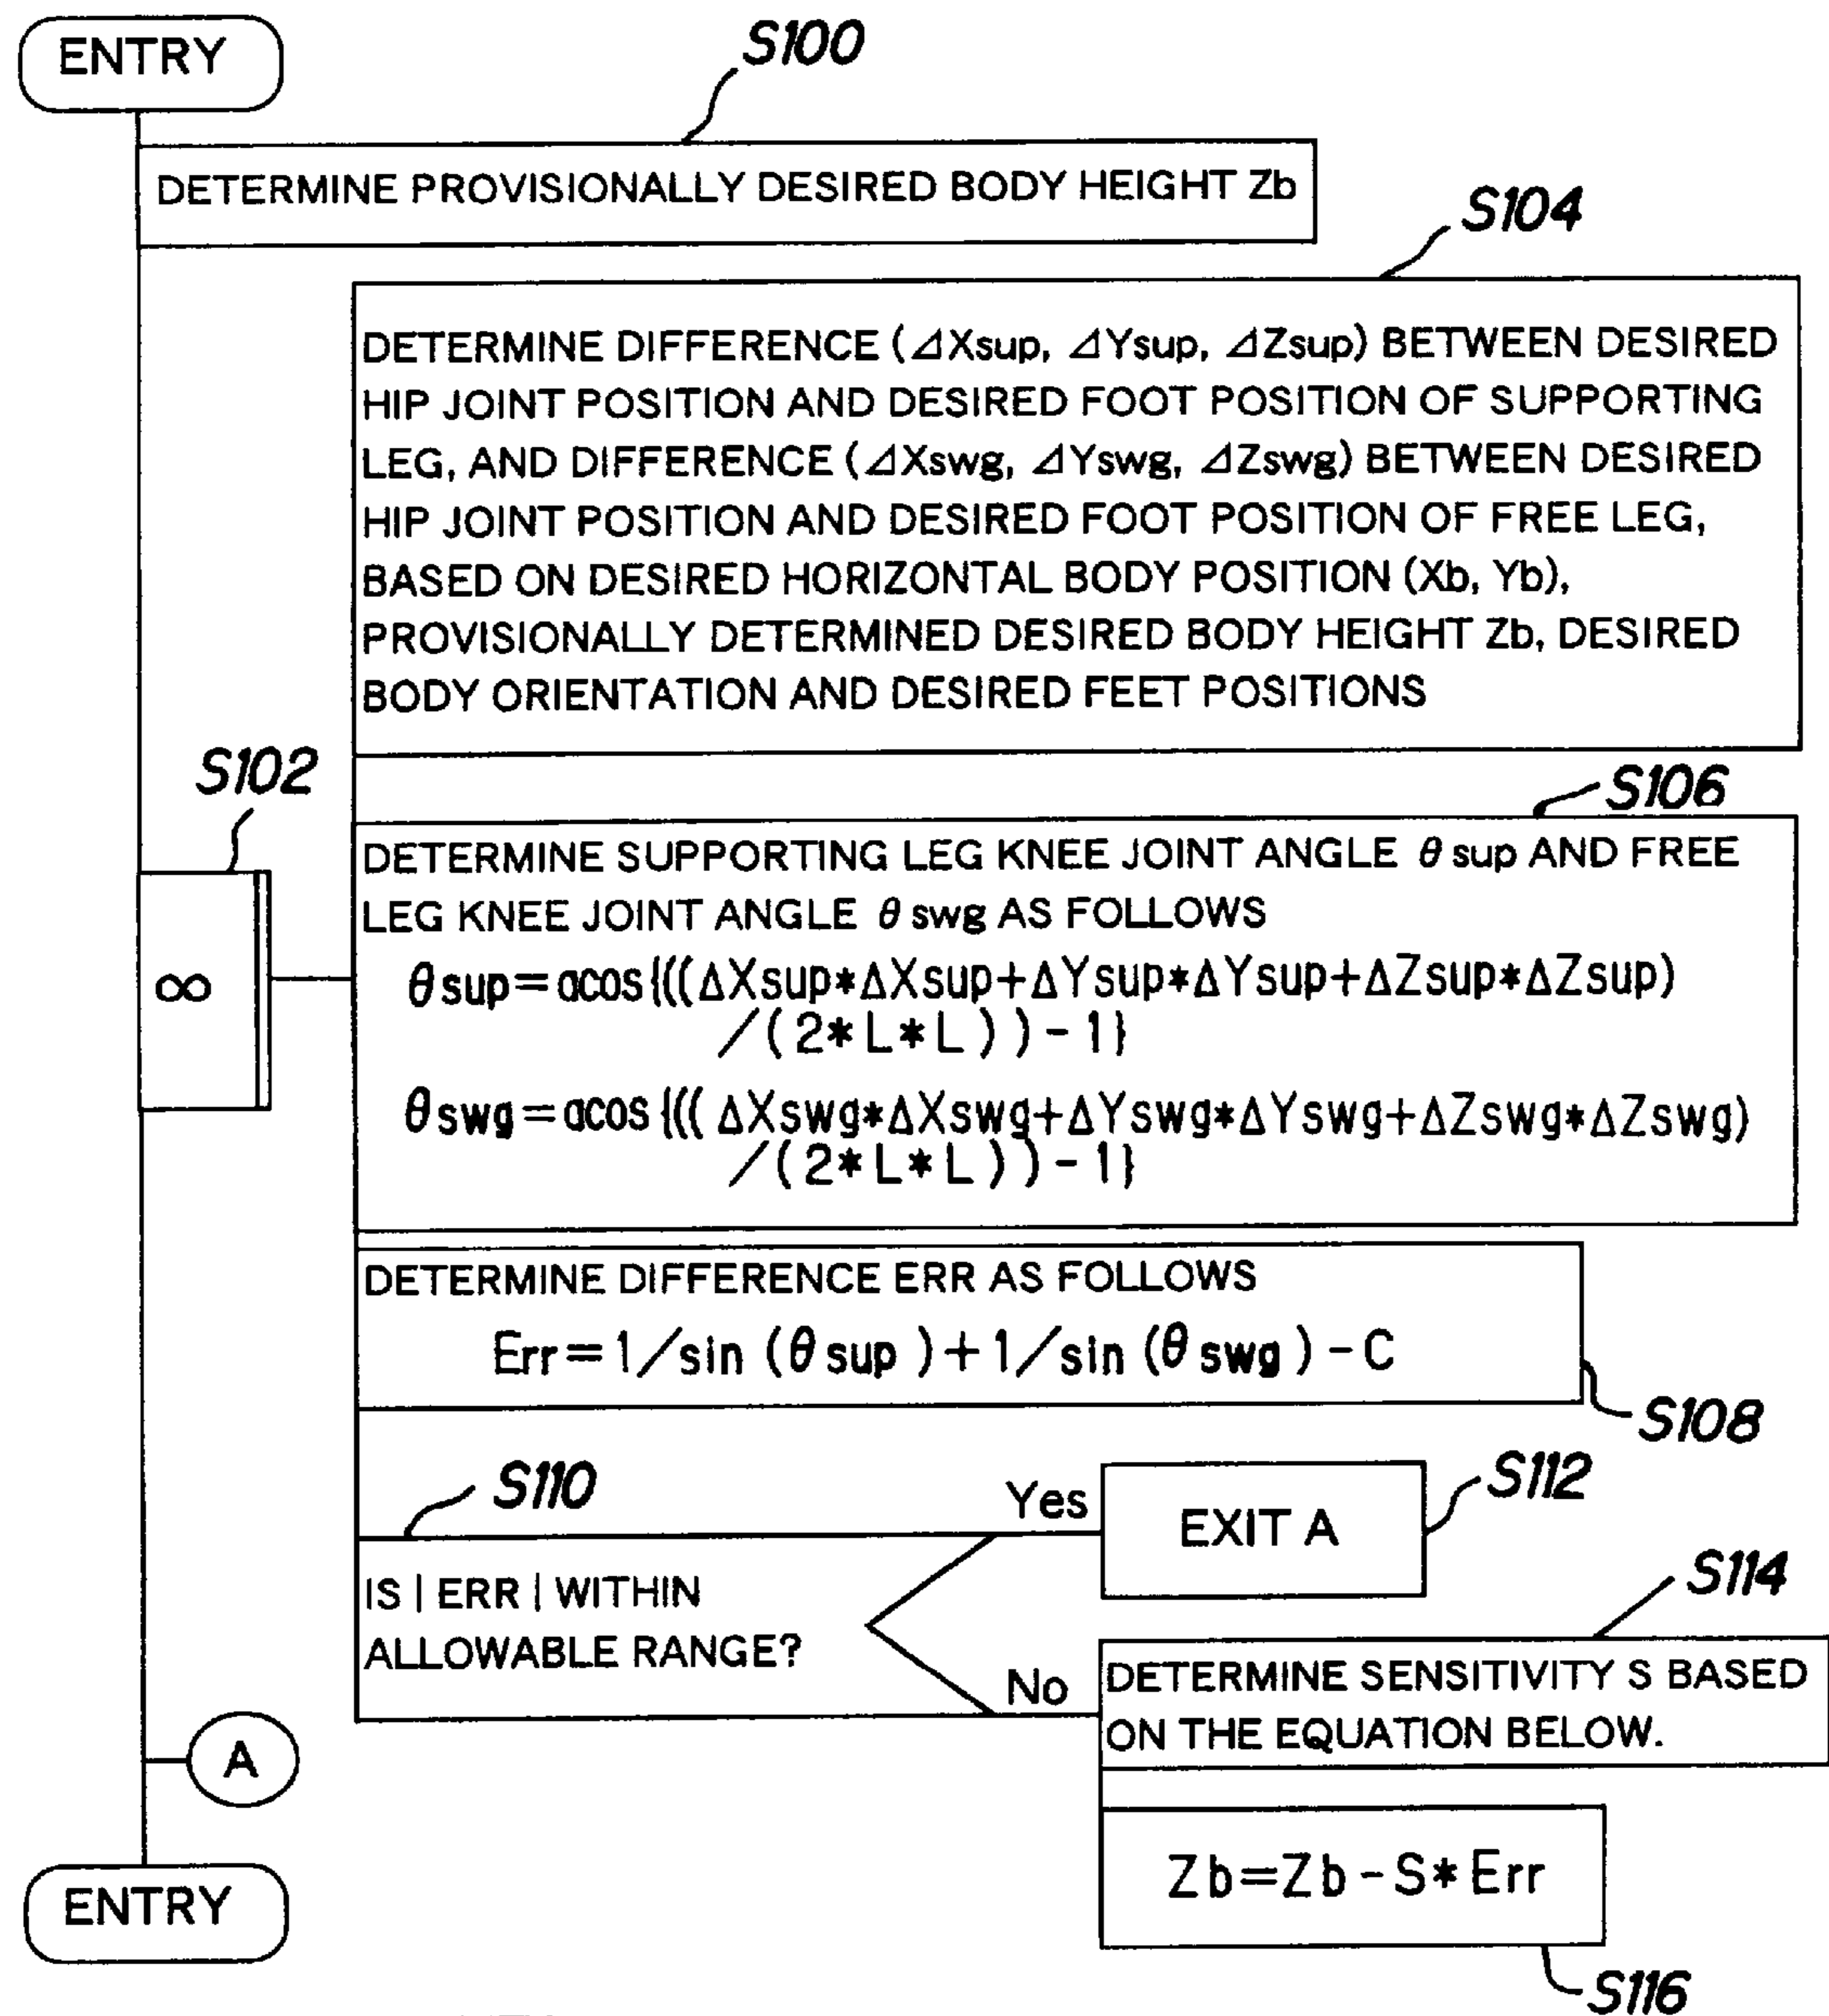 ENTRY
S100
DETERMINE PROVISIONALLY DESIRED BODY HEIGHT Zb
S104
DETERMINE DIFFERENCE (⊿Xsup, ⊿Ysup, ⊿Zsup) BETWEEN DESIRED
HIP JOINT POSITION AND DESIRED FOOT POSITION OF SUPPORTING
LEG, AND DIFFERENCE (⊿Xswg, ⊿Yswg, ⊿Zswg) BETWEEN DESIRED
HIP JOINT POSITION AND DESIRED FOOT POSITION OF FREE LEG,
BASED ON DESIRED HORIZONTAL BODY POSITION (Xb, Yb),
PROVISIONALLY DETERMINED DESIRED BODY HEIGHT Zb, DESIRED
BODY ORIENTATION AND DESIRED FEET POSITIONS
S102
∞
S106
DETERMINE SUPPORTING LEG KNEE JOINT ANGLE θ sup AND FREE
LEG KNEE JOINT ANGLE θ swg AS FOLLOWS
θ sup=acos{((ΔXsup*ΔXsup+ΔYsup*ΔYsup+ΔZsup*ΔZsup)
/(2*L*L))-1}
θ swg=acos{(( ΔXswg*ΔXswg+ΔYswg*ΔYswg+ΔZswg*ΔZswg)
/(2*L*L))-1}
DETERMINE DIFFERENCE ERR AS FOLLOWS
Err=1/sin (θ sup )+1/sin (θ swg )-C
S108
S110
IS | ERR | WITHIN
ALLOWABLE RANGE?
Yes
EXIT A
S112
No
S114
DETERMINE SENSITIVITY S BASED
ON THE EQUATION BELOW.
Zb=Zb-S*Err
S116
A
ENTRY